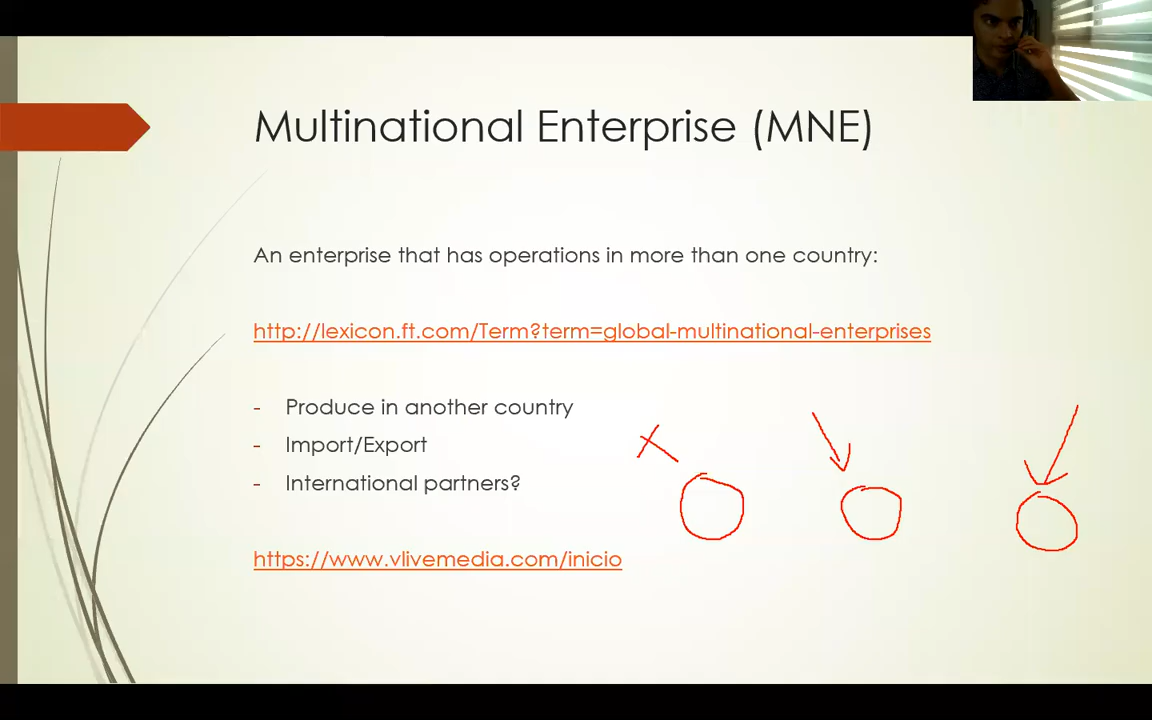 Multinational Enterprise (MNE)
An enterprise that has operations in more than one country:
http://lexicon.ft.com/Term?term=global-multinational-enterprises
- Produce in another country
- Import/Export
- International partners?
https://www.vlivemedia.com/inicio